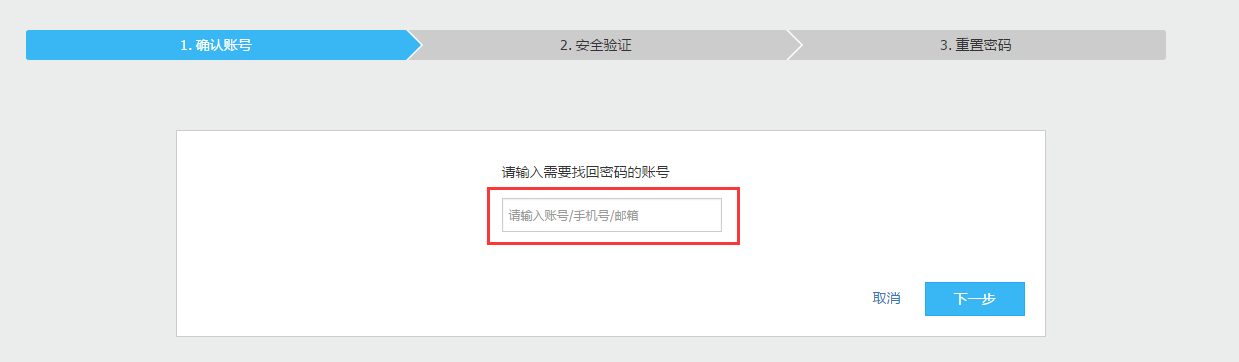 1. 确认账号
2. 安全验证
3. 重置密码
请输入需要找回密码的账号
请输入账号/手机号/邮箱
取消
下一步